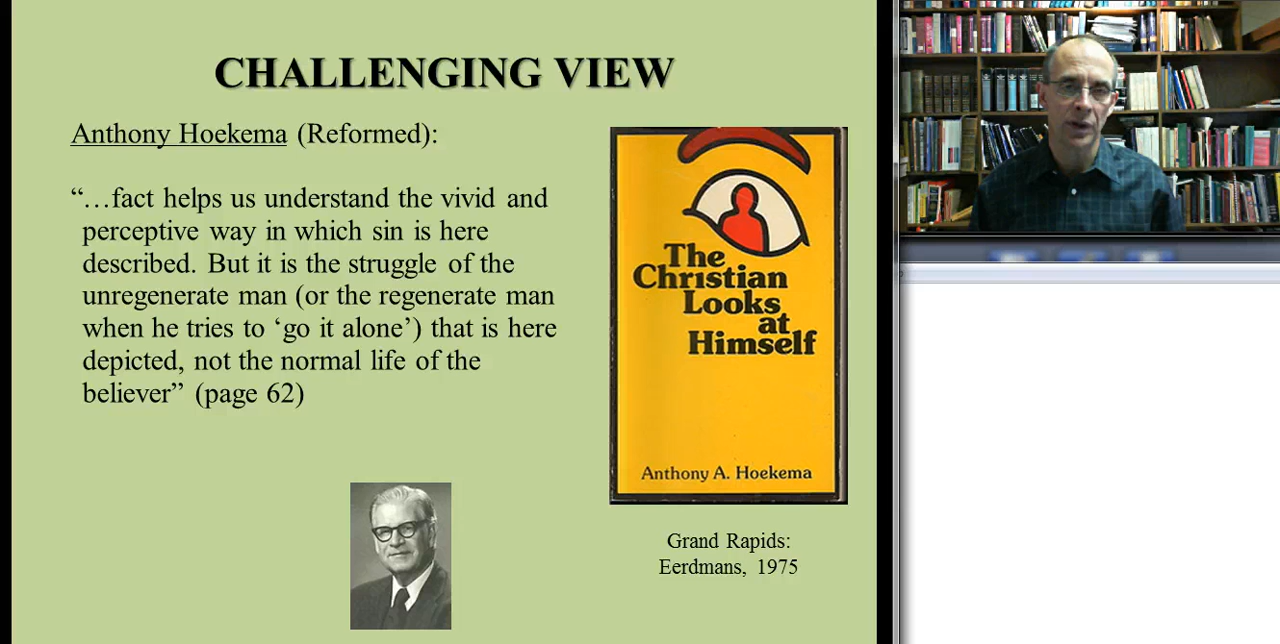 CHALLENGING VIEW
Anthony Hoekema (Reformed):
“…fact helps us understand the vivid and
perceptive way in which sin is here
described. But it is the struggle of the
unregenerate man (or the regenerate man
when he tries to ‘go it alone’) that is here
depicted, not the normal life of the
believer” (page 62)
The
Christian
Looks
at
Himself
Anthony A. Hoekema
Grand Rapids:
Eerdmans, 1975